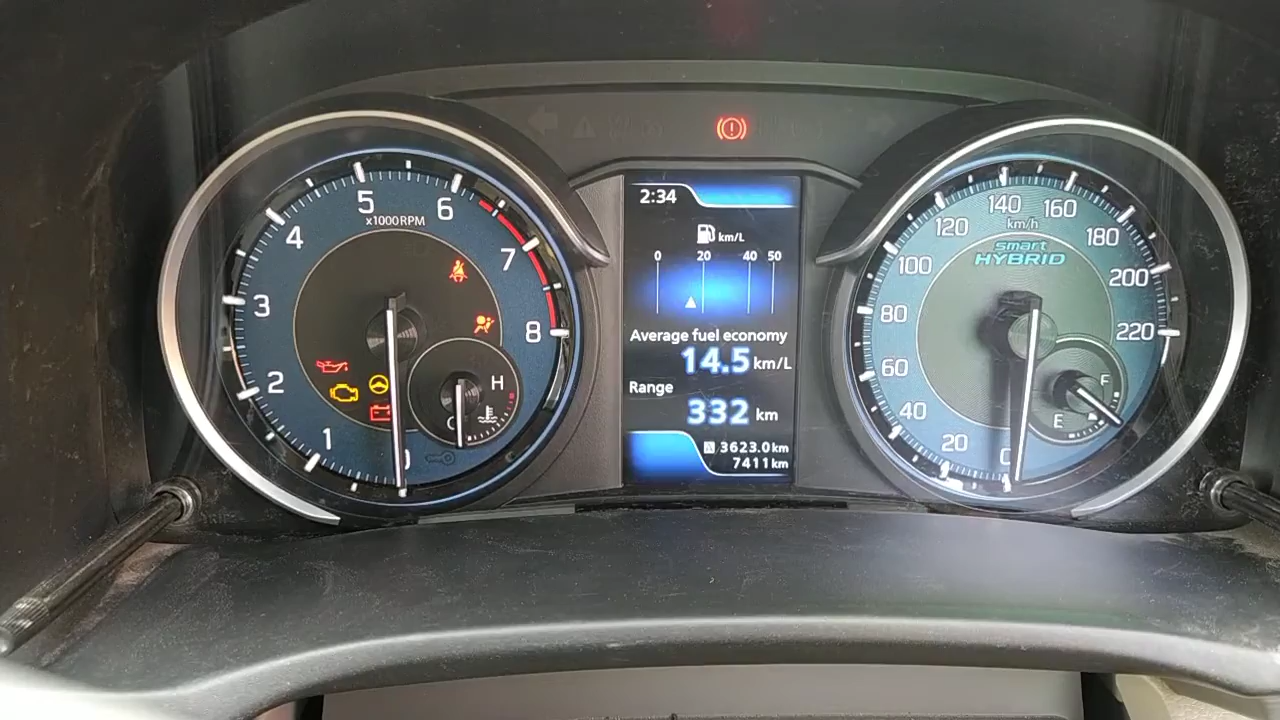 5
x1000RPM
6
4
7
3
8
2
H
1
2:34
km/L
0 20 40 50
Average fuel economy
14.5 km/L
Range
332 km
3623.0 km
7411 km
140
km/h
120
160
smart
HYBRID
180
100
200
80
220
60
F
40
E
20
0